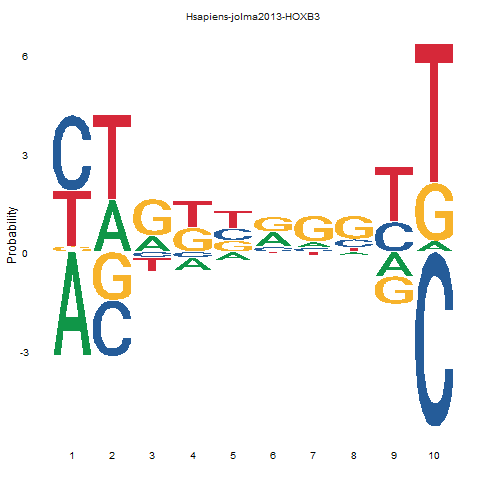 Hsapiens-jolma2013-HOXB3
Probability
6
3
0
-3
C T G T T G G G T T
T A A G C A A C C G
G G C C G C C A A A
A C T A A T T G C
1 2 3 4 5 6 7 8 9 10